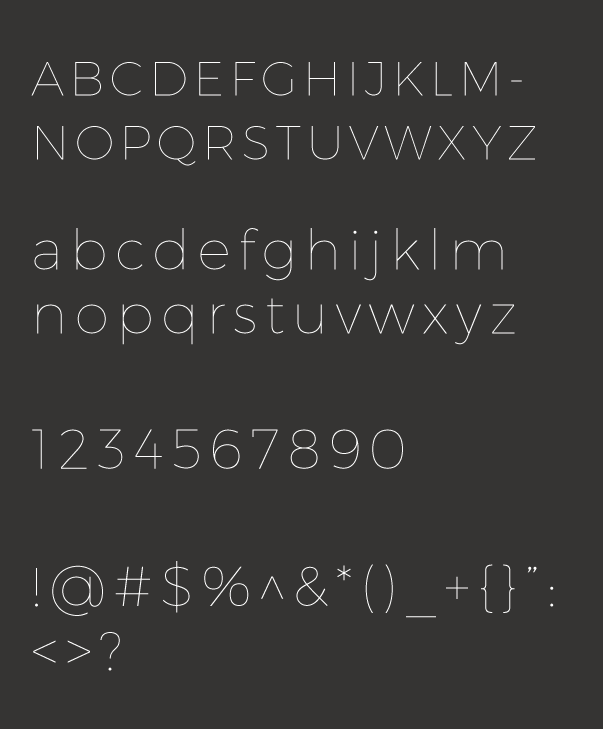 ABCDEFGHIJKLM-
NOPQRSTUVWXYZ
abcdefghijklm
nopqrstuvwxyz
1234567890
!@#$%^&*()_+{}”:
<>?